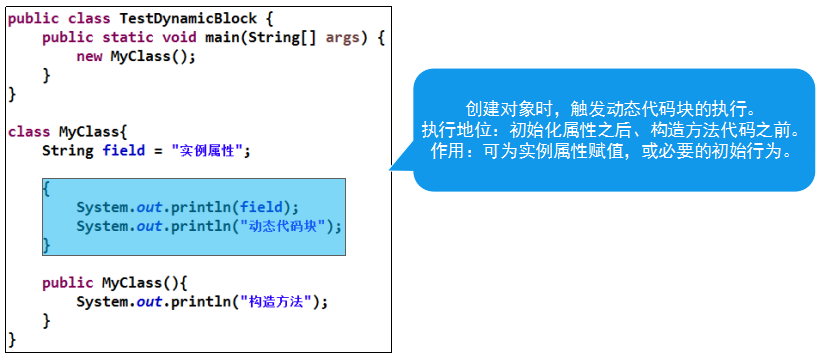 public class TestDynamicBlock {
    public static void main(String[] args) {
        new MyClass();
    }
}
class MyClass{
    String field = "实例属性";
    {
        System.out.println(field);
        System.out.println("动态代码块");
    }
    public MyClass(){
        System.out.println("构造方法");
    }
}
创建对象时，触发动态代码块的执行。
执行地位：初始化属性之后、构造方法代码之前。
作用：可为实例属性赋值，或必要的初始行为。